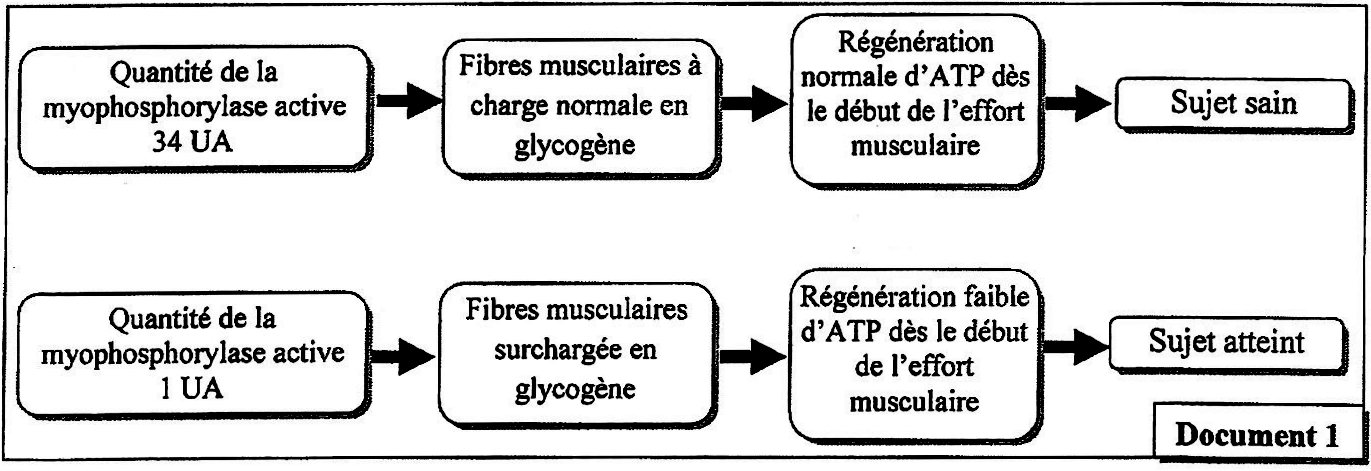 Quantité de la
myophosphorylase active
34 UA
Fibres musculaires à
charge normale en
glycogène
Régénération
normale d'ATP dès
le début de l'effort
musculaire
Sujet sain
Quantité de la
myophosphorylase active
1 UA
Fibres musculaires
surchargée en
glycogène
Régénération faible
d'ATP dès le début
de l'effort
musculaire
Sujet atteint
Document 1